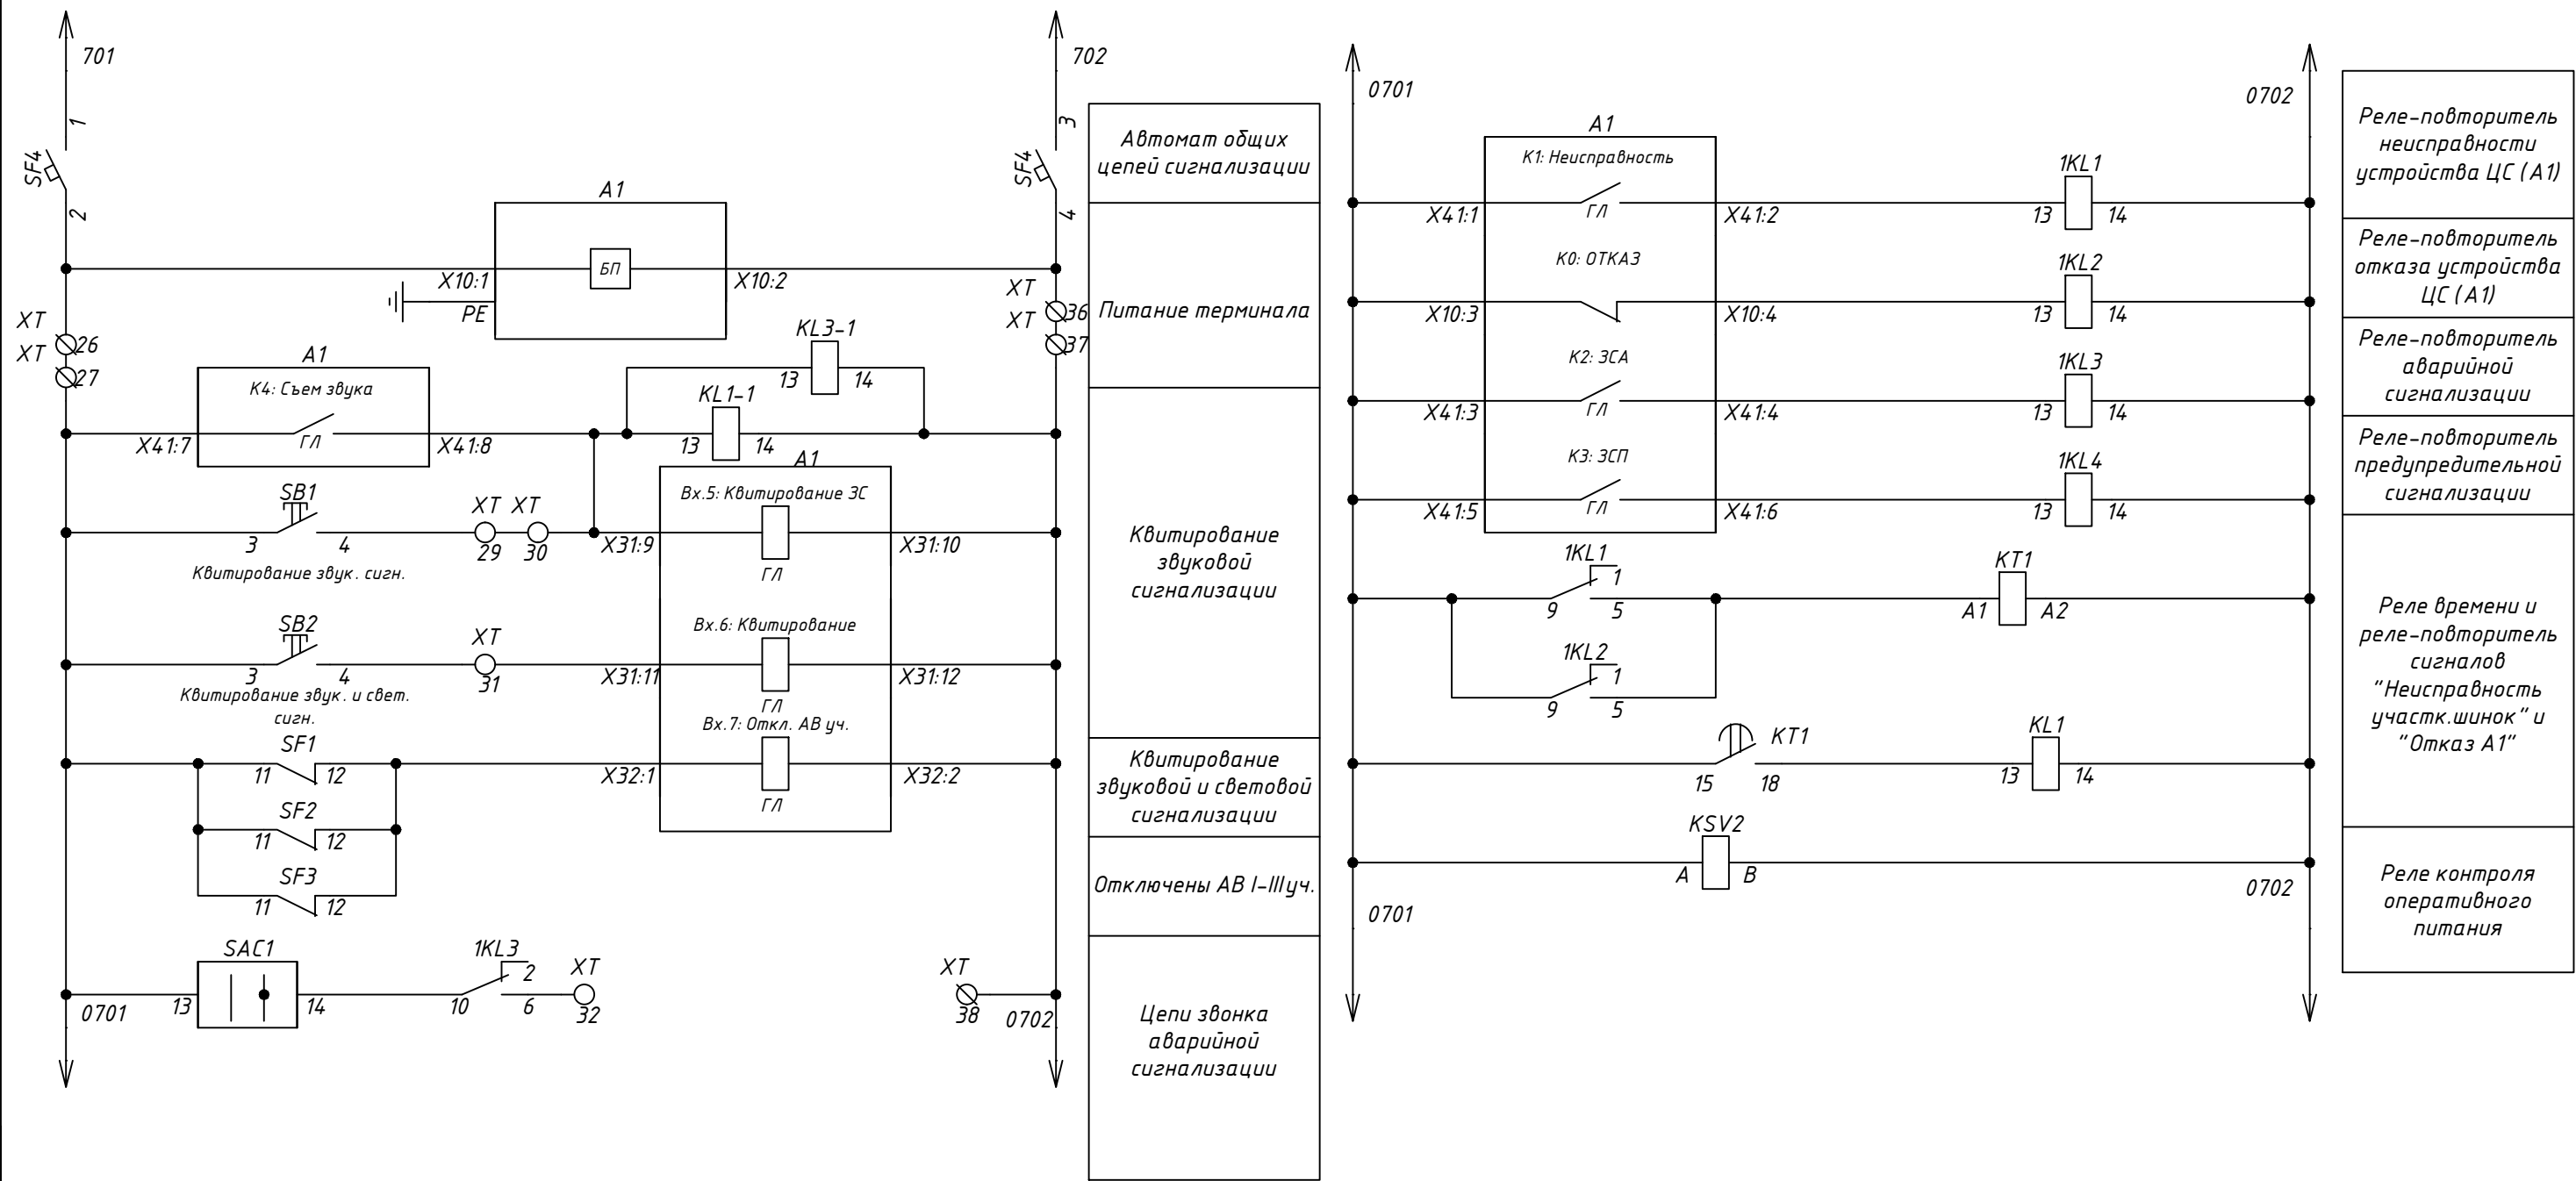 701
702
1
SF4
2
3
SF4
4
A1
БП
X10:1
X10:2
PE
XT
26
XT
27
XT
36
XT
37
A1
K4: Съем звука
ГЛ
X41:7
X41:8
KL3-1
13
14
KL1-1
13
14
A1
SB1
3
4
Квитирование звук. сигн.
XT
29
XT
30
Вх.5: Квитирование ЗС
X31:9
X31:10
ГЛ
SB2
3
4
Квитирование звук. и свет.
сигн.
XT
31
Вх.6: Квитирование
X31:11
X31:12
ГЛ
Вх.7: Откл. АВ уч.
X32:1
X32:2
ГЛ
SF1
11
12
SF2
11
12
SF3
11
12
SAC1
13
14
0701
1KL3
2
10
6
XT
32
XT
38
0702
Автомат общих
цепей сигнализации
Питание терминала
Квитирование
звуковой
сигнализации
Квитирование
звуковой и световой
сигнализации
Отключены АВ I-III уч.
Цепи звонка
аварийной
сигнализации
0701
0702
A1
K1: Неисправность
ГЛ
X41:1
X41:2
1KL1
13
14
K0: ОТКАЗ
X10:3
X10:4
1KL2
13
14
K2: ЗСА
ГЛ
X41:3
X41:4
1KL3
13
14
K3: ЗСП
ГЛ
X41:5
X41:6
1KL4
13
14
1KL1
1
9
5
KT1
A1
A2
1KL2
1
9
5
KT1
15
18
KL1
13
14
KSV2
A
B
0701
0702
Реле-повторитель
неисправности
устройства ЦС (А1)
Реле-повторитель
отказа устройства
ЦС (А1)
Реле-повторитель
аварийной
сигнализации
Реле-повторитель
предупредительной
сигнализации
Реле времени и
реле-повторитель
сигналов
"Неисправность
участк.шинок" и
"Отказ А1"
Реле контроля
оперативного
питания